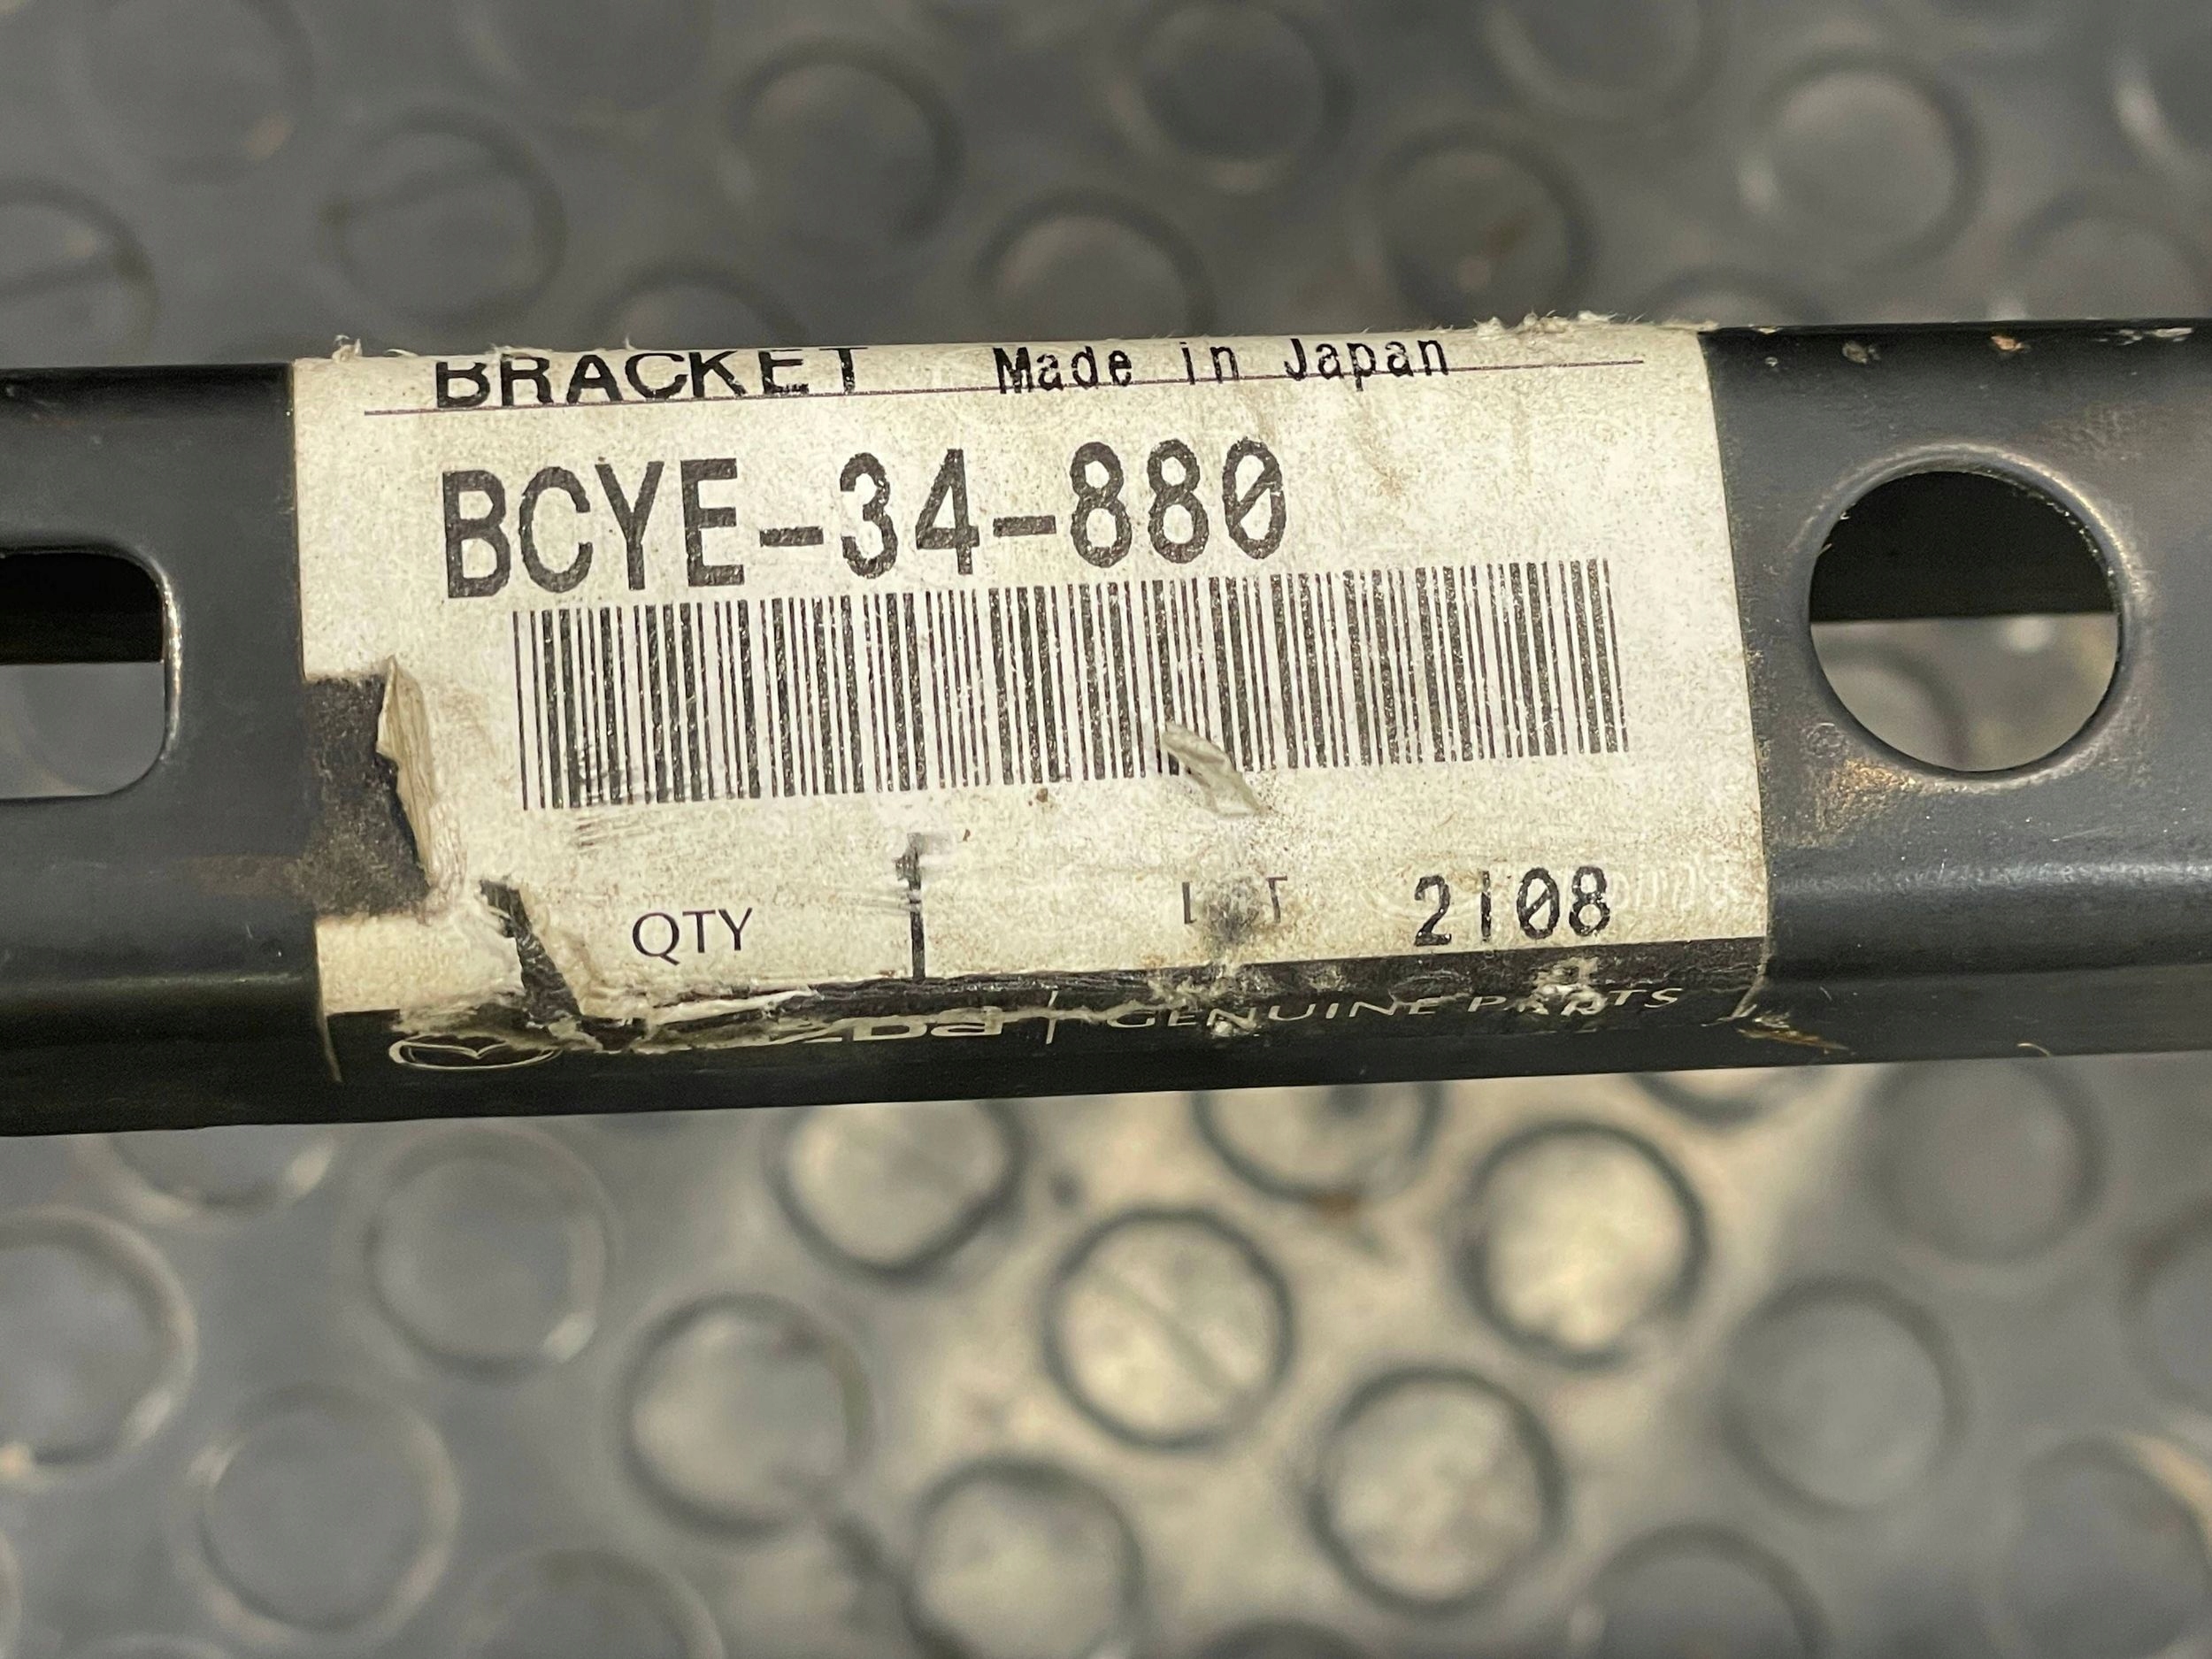 BRACKET Made in Japan
BCYE-34-880
QTY 1 2108
GENUINE PARTS